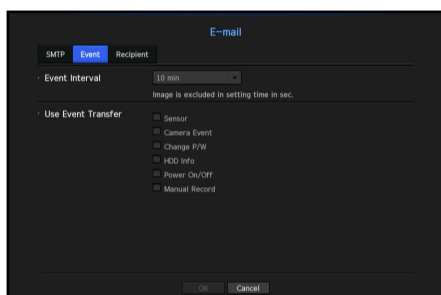 E-mail
SMTP Event Recipient
· Event Interval 10 min
Image is excluded in setting time in sec.
· Use Event Transfer Sensor
Camera Event
Change P/W
HDD Info
Power On/Off
Manual Record
OK Cancel